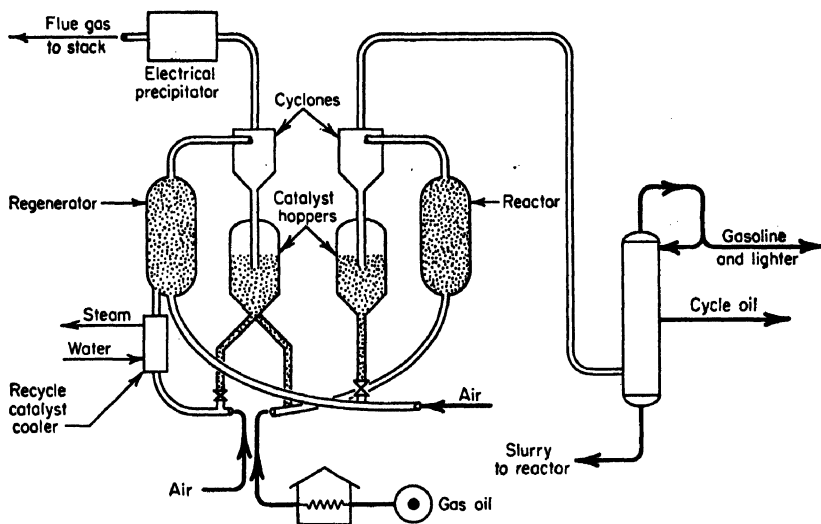 Flue gas
to stack
Electrical
precipitator
Cyclones
Regenerator
Catalyst
hoppers
Reactor
Gasoline
and lighter
Steam
Cycle oil
Water
Recycle
catalyst
cooler
Air
Slurry
to reactor
Air
Gas oil